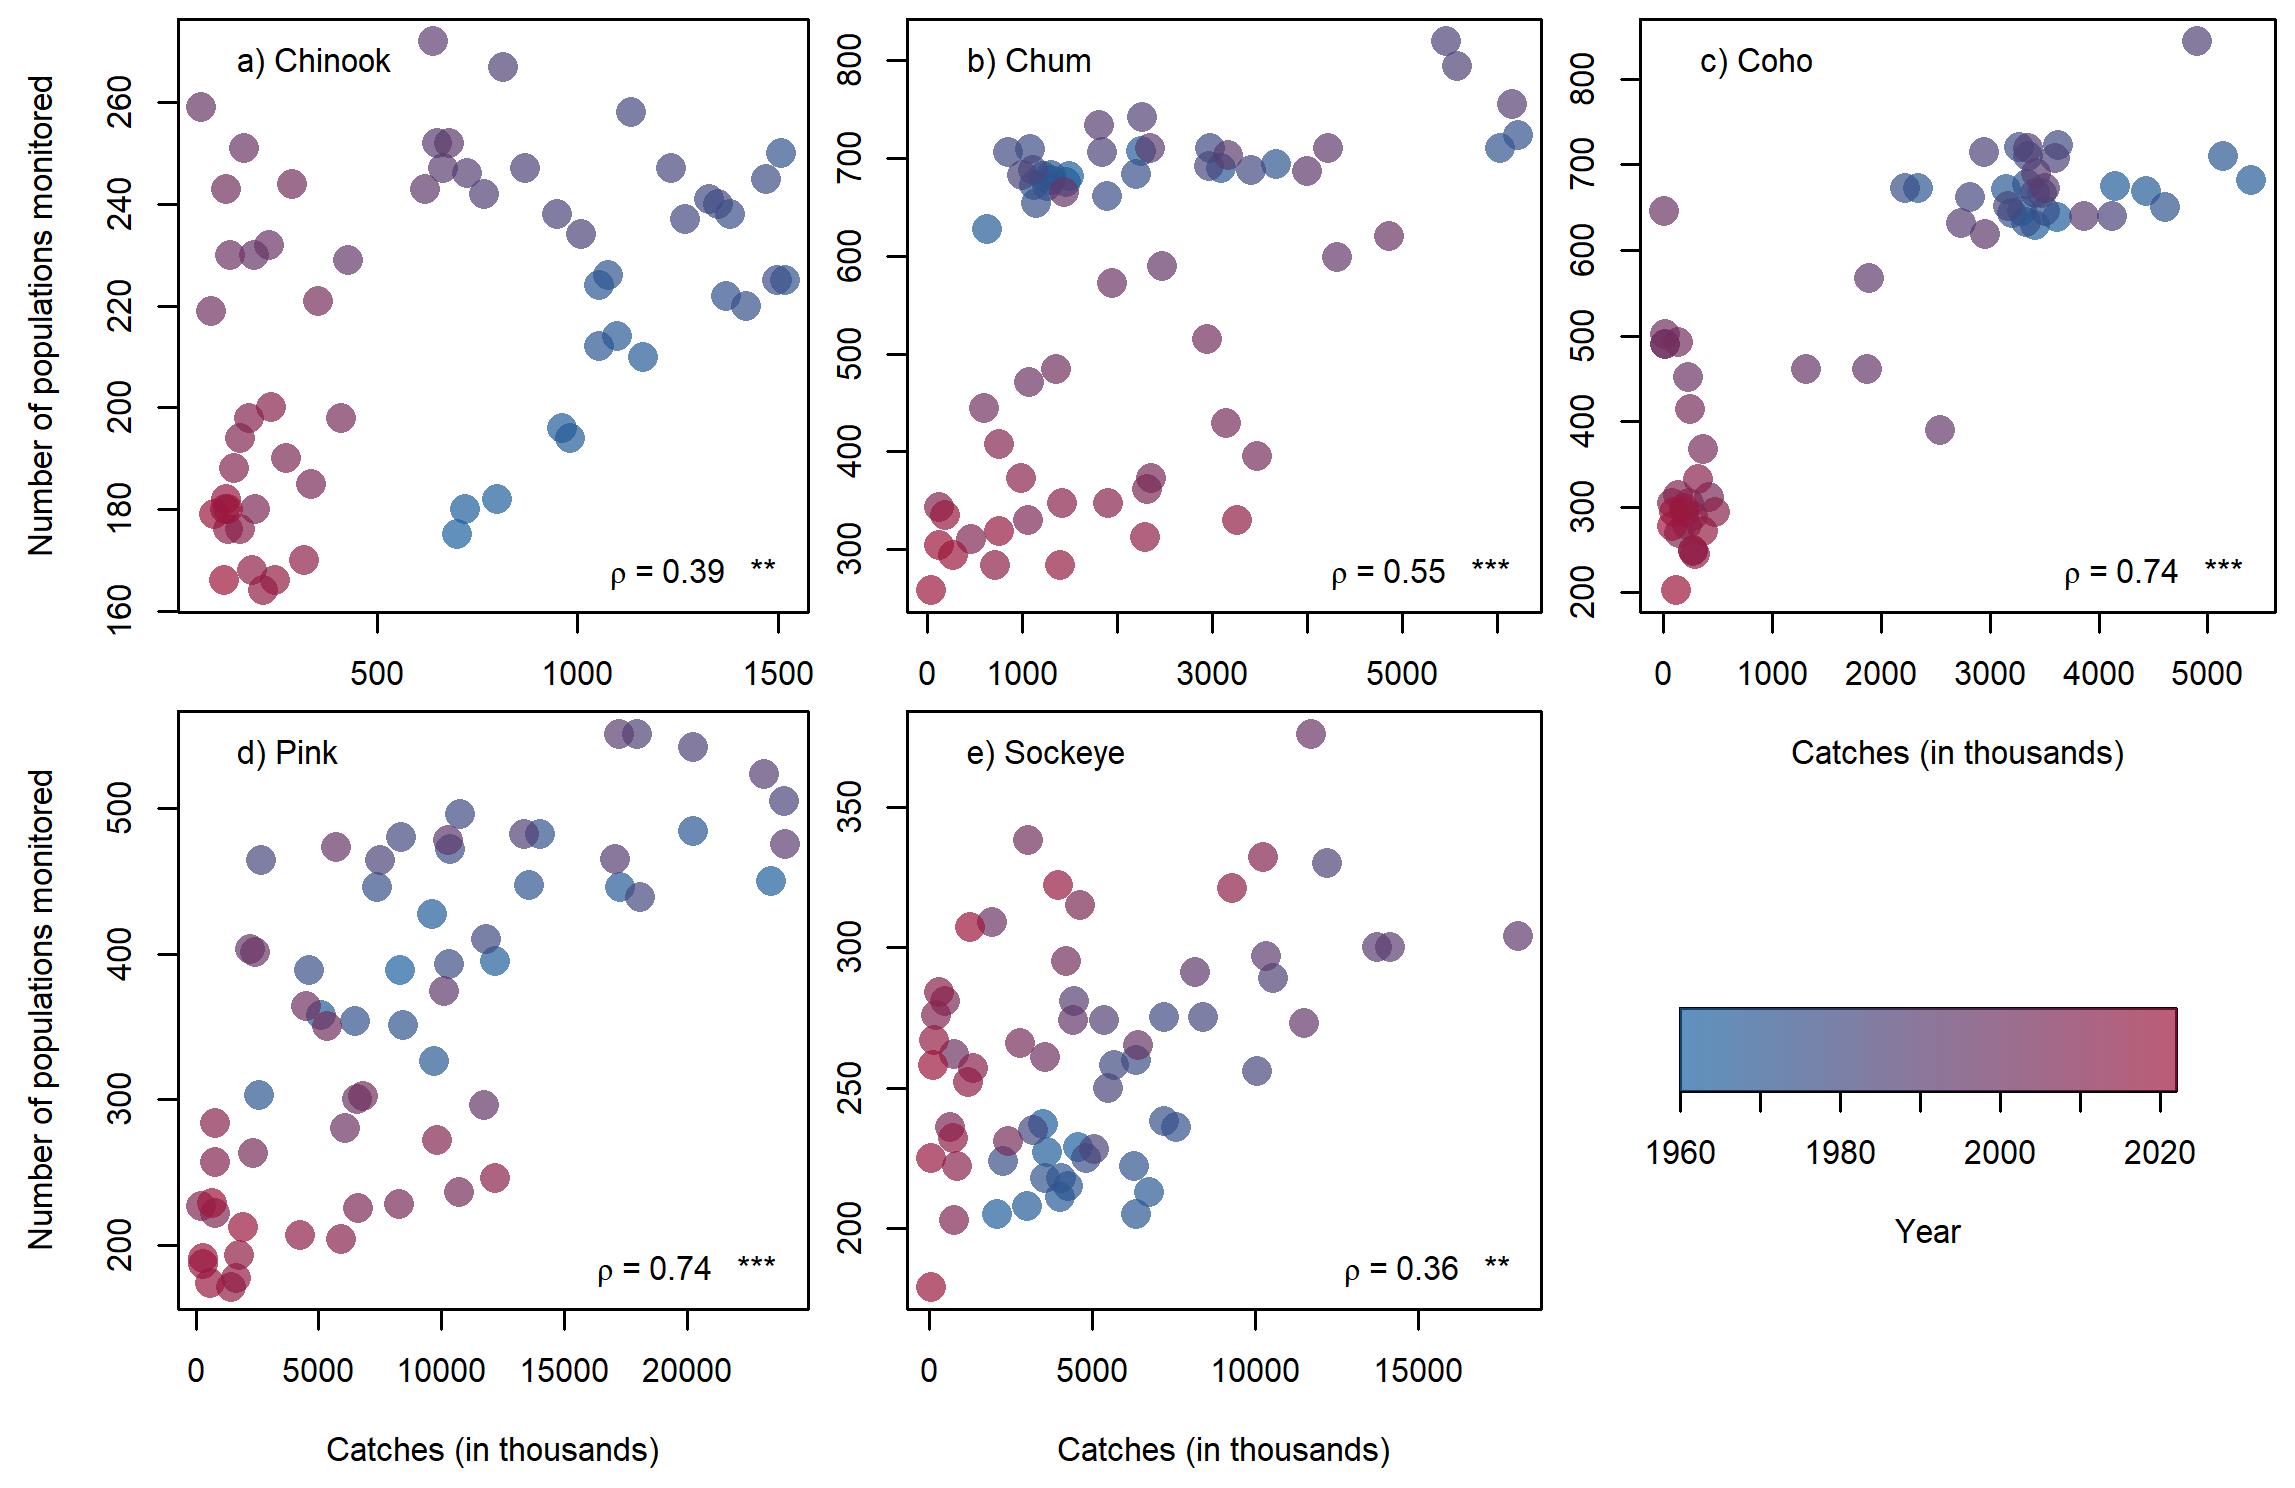 a) Chinook
Number of populations monitored
160 180 200 220 240 260
500 1000 1500
ρ = 0.39 **
b) Chum
300 400 500 600 700 800
0 1000 3000 5000
ρ = 0.55 ***
c) Coho
200 300 400 500 600 700 800
0 1000 2000 3000 4000 5000
ρ = 0.74 ***
Catches (in thousands)
d) Pink
Number of populations monitored
200 300 400 500
0 5000 10000 15000 20000
ρ = 0.74 ***
Catches (in thousands)
e) Sockeye
200 250 300 350
0 5000 10000 15000
ρ = 0.36 **
Catches (in thousands)
1960 1980 2000 2020
Year